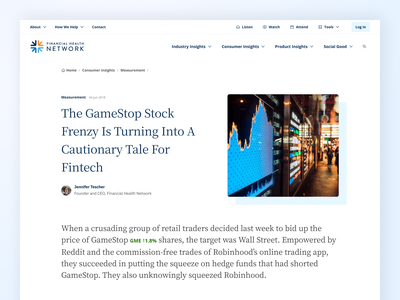 About How We Help Contact Listen Watch Attend Tools Log In
FINANCIAL HEALTH
NETWORK
Industry Insights Consumer Insights Product Insights Social Good
Home Consumer Insights Measurement
Measurement
The GameStop Stock
Frenzy Is Turning Into A
Cautionary Tale For
Fintech
Jennifer Tescher
Founder and CEO, Financial Health Network
When a crusading group of retail traders decided last week to bid up the
price of GameStop GME ↑1.8% shares, the target was Wall Street. Empowered by
Reddit and the commission-free trades of Robinhood's online trading app,
they succeeded in putting the squeeze on hedge funds that had shorted
GameStop. They also unknowingly squeezed Robinhood.